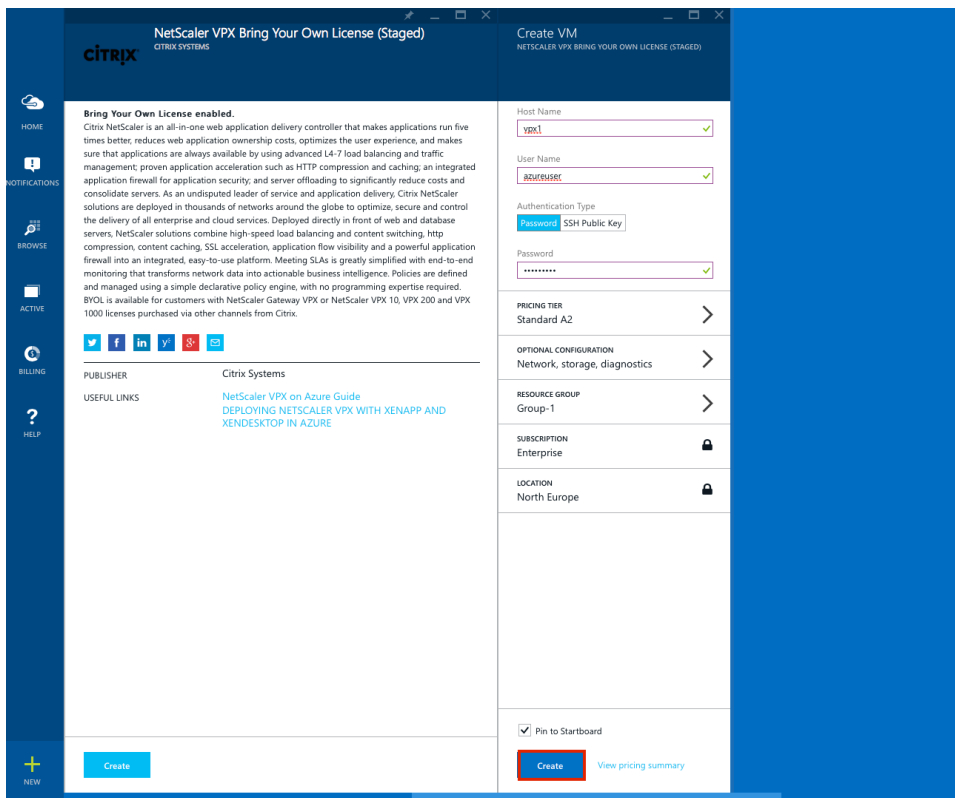 NetScaler VPX Bring Your Own License (Staged)
CITRIX SYSTEMS
CİTRIX
Create VM
NETSCALER VPX BRING YOUR OWN LICENSE (STAGED)
HOME
NOTIFICATIONS
BROWSE
ACTIVE
BILLING
HELP
NEW
Bring Your Own License enabled.
Citrix NetScaler is an all-in-one web application delivery controller that makes applications run five
times better, reduces web application ownership costs, optimizes the user experience, and makes
sure that applications are always available by using advanced L4-7 load balancing and traffic
management; proven application acceleration such as HTTP compression and caching; an integrated
application firewall for application security; and server offloading to significantly reduce costs and
consolidate servers. As an undisputed leader of service and application delivery, Citrix NetScaler
solutions are deployed in thousands of networks around the globe to optimize, secure and control
the delivery of all enterprise and cloud services. Deployed directly in front of web and database
servers, NetScaler solutions combine high-speed load balancing and content switching, http
compression, content caching, SSL acceleration, application flow visibility and a powerful application
firewall into an integrated, easy-to-use platform. Meeting SLAs is greatly simplified with end-to-end
monitoring that transforms network data into actionable business intelligence. Policies are defined
and managed using a simple declarative policy engine, with no programming expertise required.
BYOL is available for customers with NetScaler Gateway VPX or NetScaler VPX 10, VPX 200 and VPX
1000 licenses purchased via other channels from Citrix.
PUBLISHER
Citrix Systems
USEFUL LINKS
NetScaler VPX on Azure Guide
DEPLOYING NETSCALER VPX WITH XENAPP AND
XENDESKTOP IN AZURE
Create
Host Name
vpx1
User Name
azureuser
Authentication Type
Password SSH Public Key
Password
•••••••••
PRICING TIER
Standard A2
OPTIONAL CONFIGURATION
Network, storage, diagnostics
RESOURCE GROUP
Group-1
SUBSCRIPTION
Enterprise
LOCATION
North Europe
Pin to Startboard
Create
View pricing summary